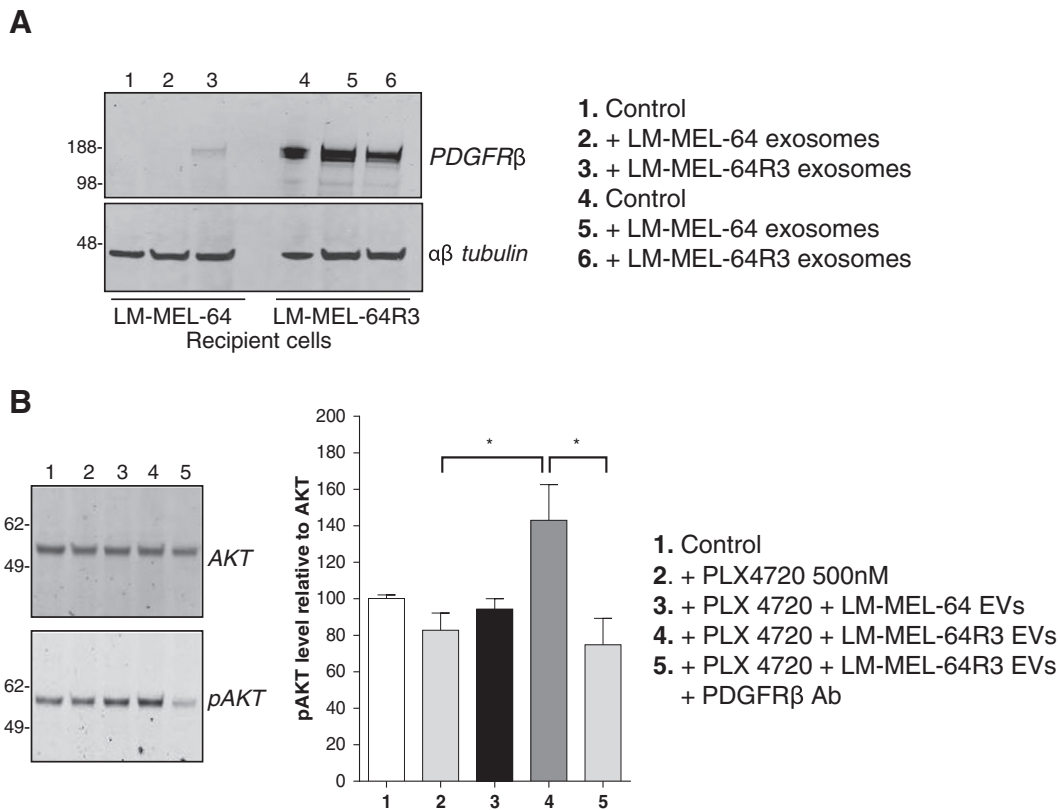 A
1 2 3 4 5 6
188-
98-
PDGFRβ
48-
αβ tubulin
LM-MEL-64 LM-MEL-64R3
Recipient cells
1. Control
2. + LM-MEL-64 exosomes
3. + LM-MEL-64R3 exosomes
4. Control
5. + LM-MEL-64 exosomes
6. + LM-MEL-64R3 exosomes
B
1 2 3 4 5
62-
49-
AKT
62-
49-
pAKT
pAKT level relative to AKT
200
180
160
140
120
100
80
60
40
20
0
* *
1 2 3 4 5
1. Control
2. + PLX4720 500nM
3. + PLX 4720 + LM-MEL-64 EVs
4. + PLX 4720 + LM-MEL-64R3 EVs
5. + PLX 4720 + LM-MEL-64R3 EVs
+ PDGFRβ Ab